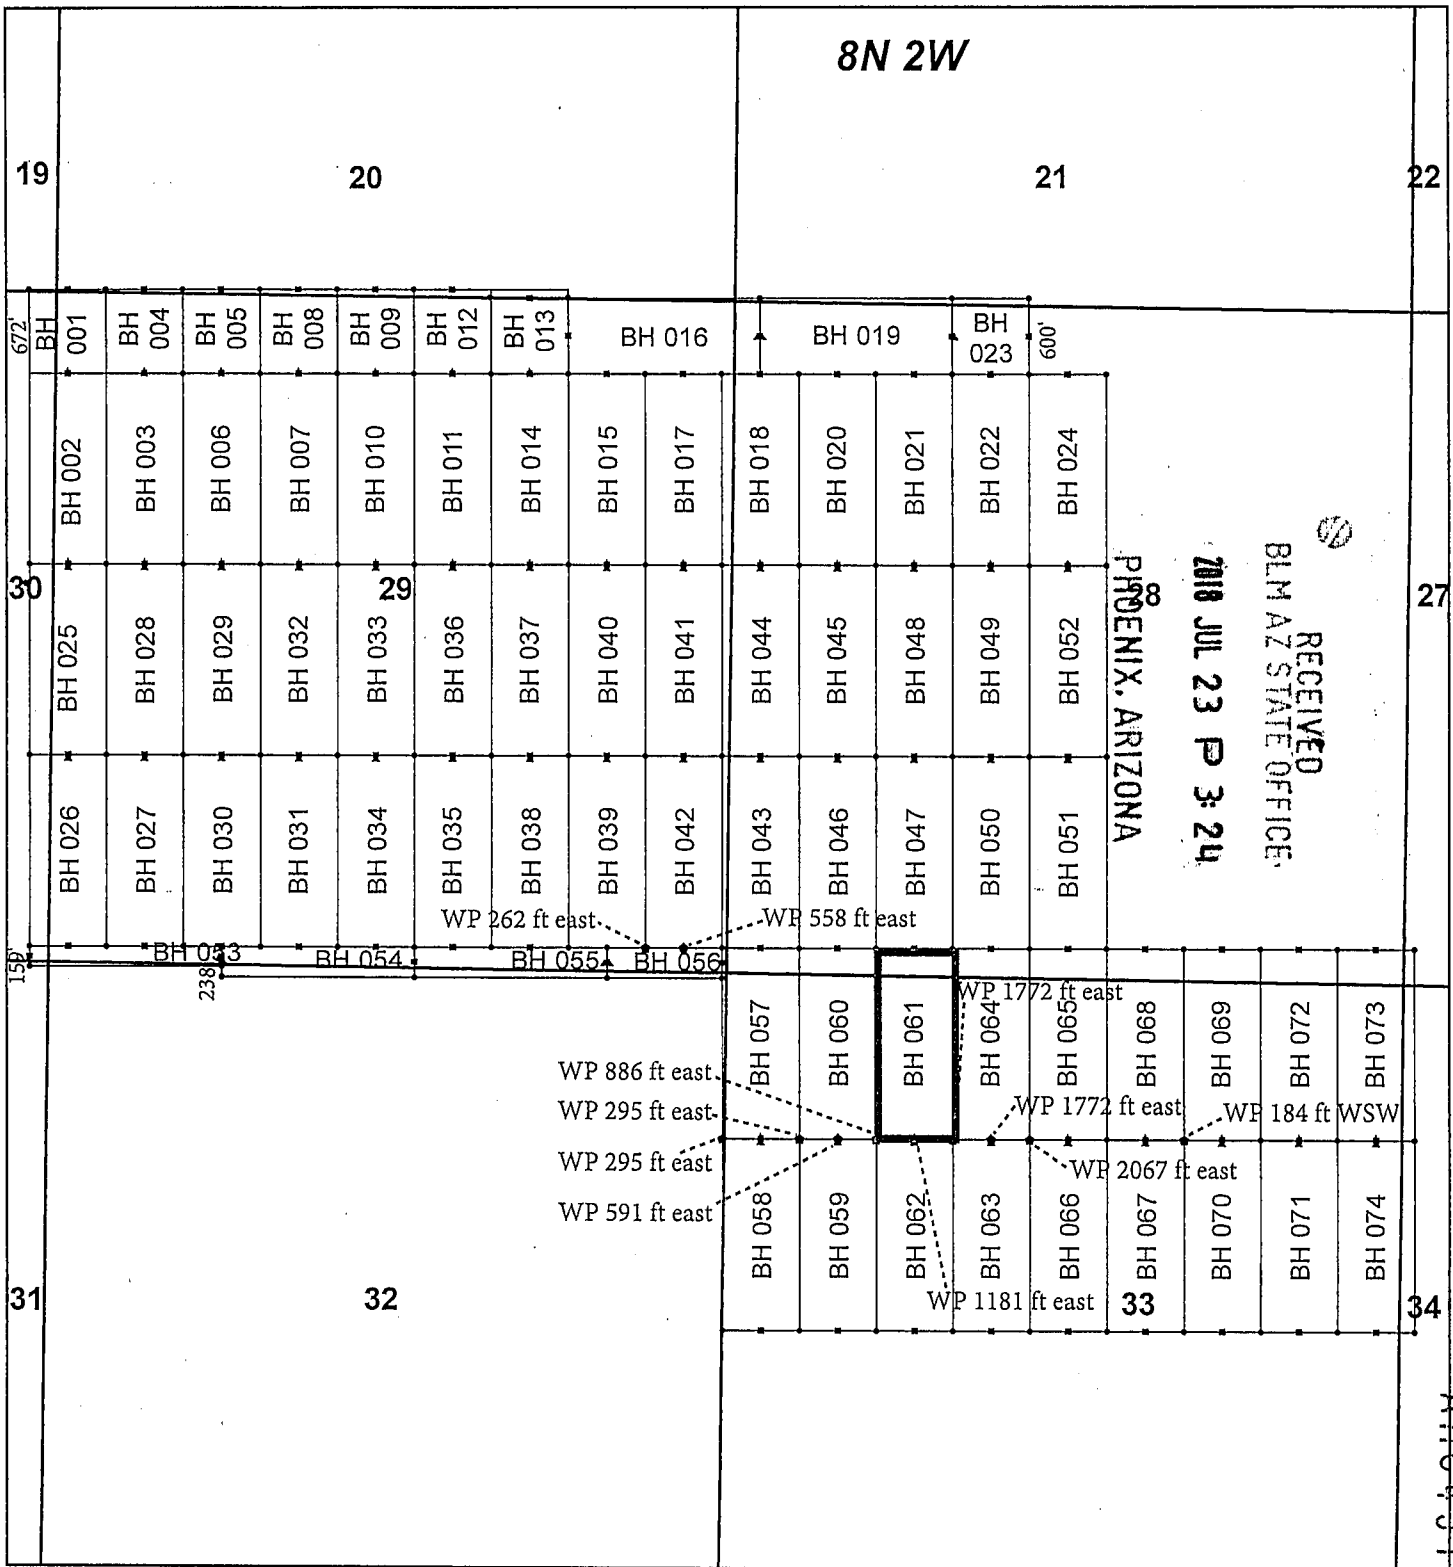 8N 2W
19
20
21
22
672'
BH 001
BH 004
BH 005
BH 008
BH 009
BH 012
BH 013
BH 016
BH 019
BH 023
600'
BH 002
BH 003
BH 006
BH 007
BH 010
BH 011
BH 014
BH 015
BH 017
BH 018
BH 020
BH 021
BH 022
BH 024
30
29
28
27
RECEIVED
BLM AZ STATE OFFICE
2018 JUL 23 P 3:24
PHOENIX, ARIZONA
BH 025
BH 028
BH 029
BH 032
BH 033
BH 036
BH 037
BH 040
BH 041
BH 044
BH 045
BH 048
BH 049
BH 052
BH 026
BH 027
BH 030
BH 031
BH 034
BH 035
BH 038
BH 039
BH 042
BH 043
BH 046
BH 047
BH 050
BH 051
WP 262 ft east
WP 558 ft east
BH 053
BH 054
BH 055
BH 056
238'
BH 057
BH 060
BH 061
BH 064
BH 065
BH 068
BH 069
BH 072
BH 073
WP 1772 ft east
WP 886 ft east
WP 295 ft east
WP 1772 ft east
WP 184 ft WSW
WP 295 ft east
WP 2067 ft east
WP 591 ft east
BH 058
BH 059
BH 062
BH 063
BH 066
BH 067
BH 070
BH 071
BH 074
WP 1181 ft east
31
32
33
34